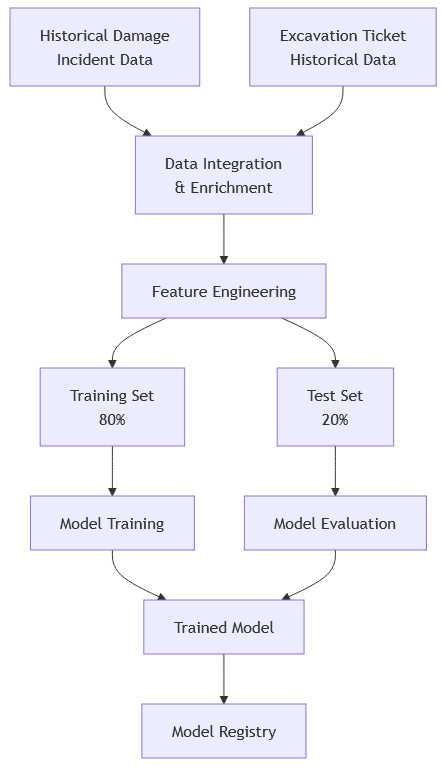 Historical Damage
Incident Data
Excavation Ticket
Historical Data
Data Integration
& Enrichment
Feature Engineering
Training Set
80%
Test Set
20%
Model Training
Model Evaluation
Trained Model
Model Registry